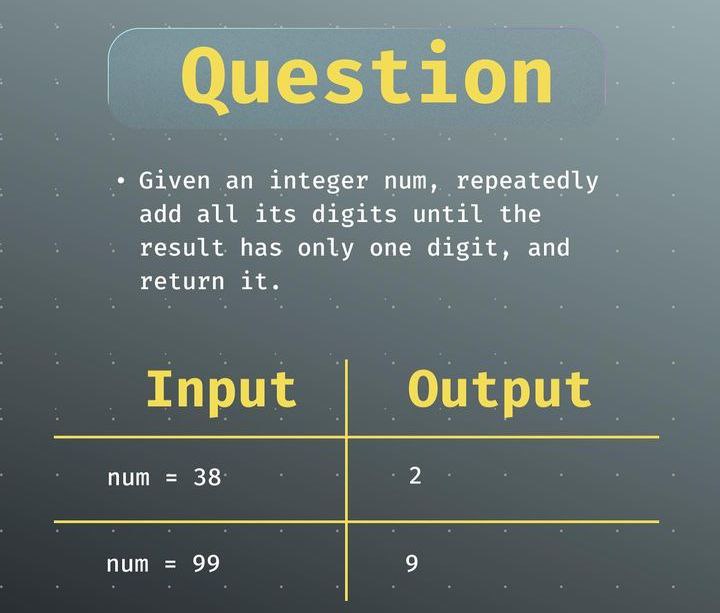 Question
• Given an integer num, repeatedly
add all its digits until the
result has only one digit, and
return it.
Input Output
num = 38 2
num = 99 9